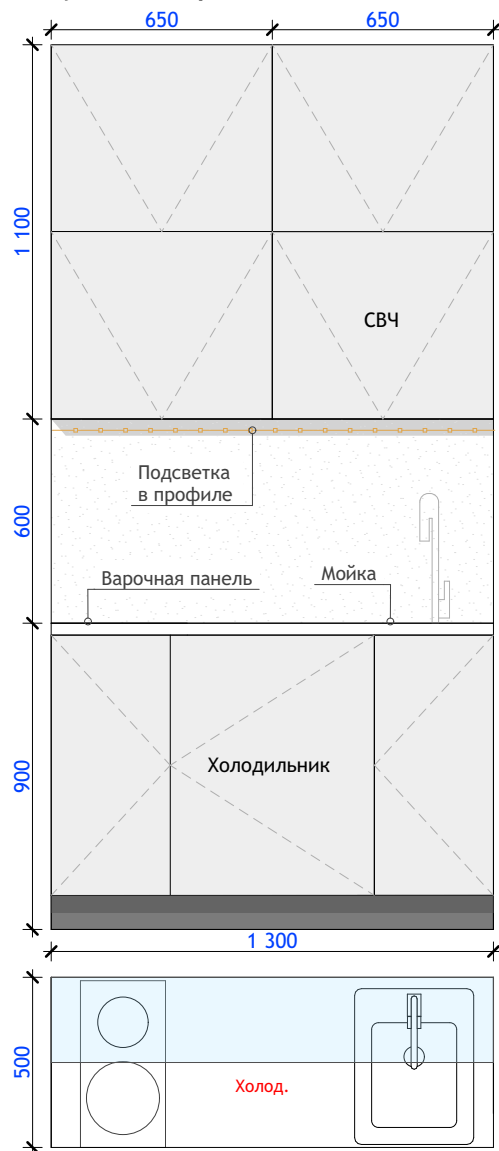 650
650
1 100
СВЧ
Подсветка
в профиле
600
Варочная панель
Мойка
900
Холодильник
1 300
500
Холод.